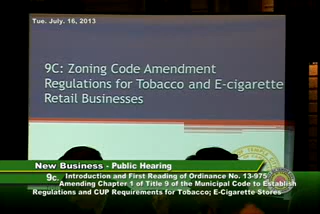 Tue. July. 16, 2013
9C: Zoning Code Amendment
Regulations for Tobacco and E-cigarette
Retail Businesses
New Business - Public Hearing
9c. Introduction and First Reading of Ordinance No. 13-975
Amending Chapter 1 of Title 9 of the Municipal Code to Establish
Regulations and CUP Requirements for Tobacco; E-Cigarette Stores